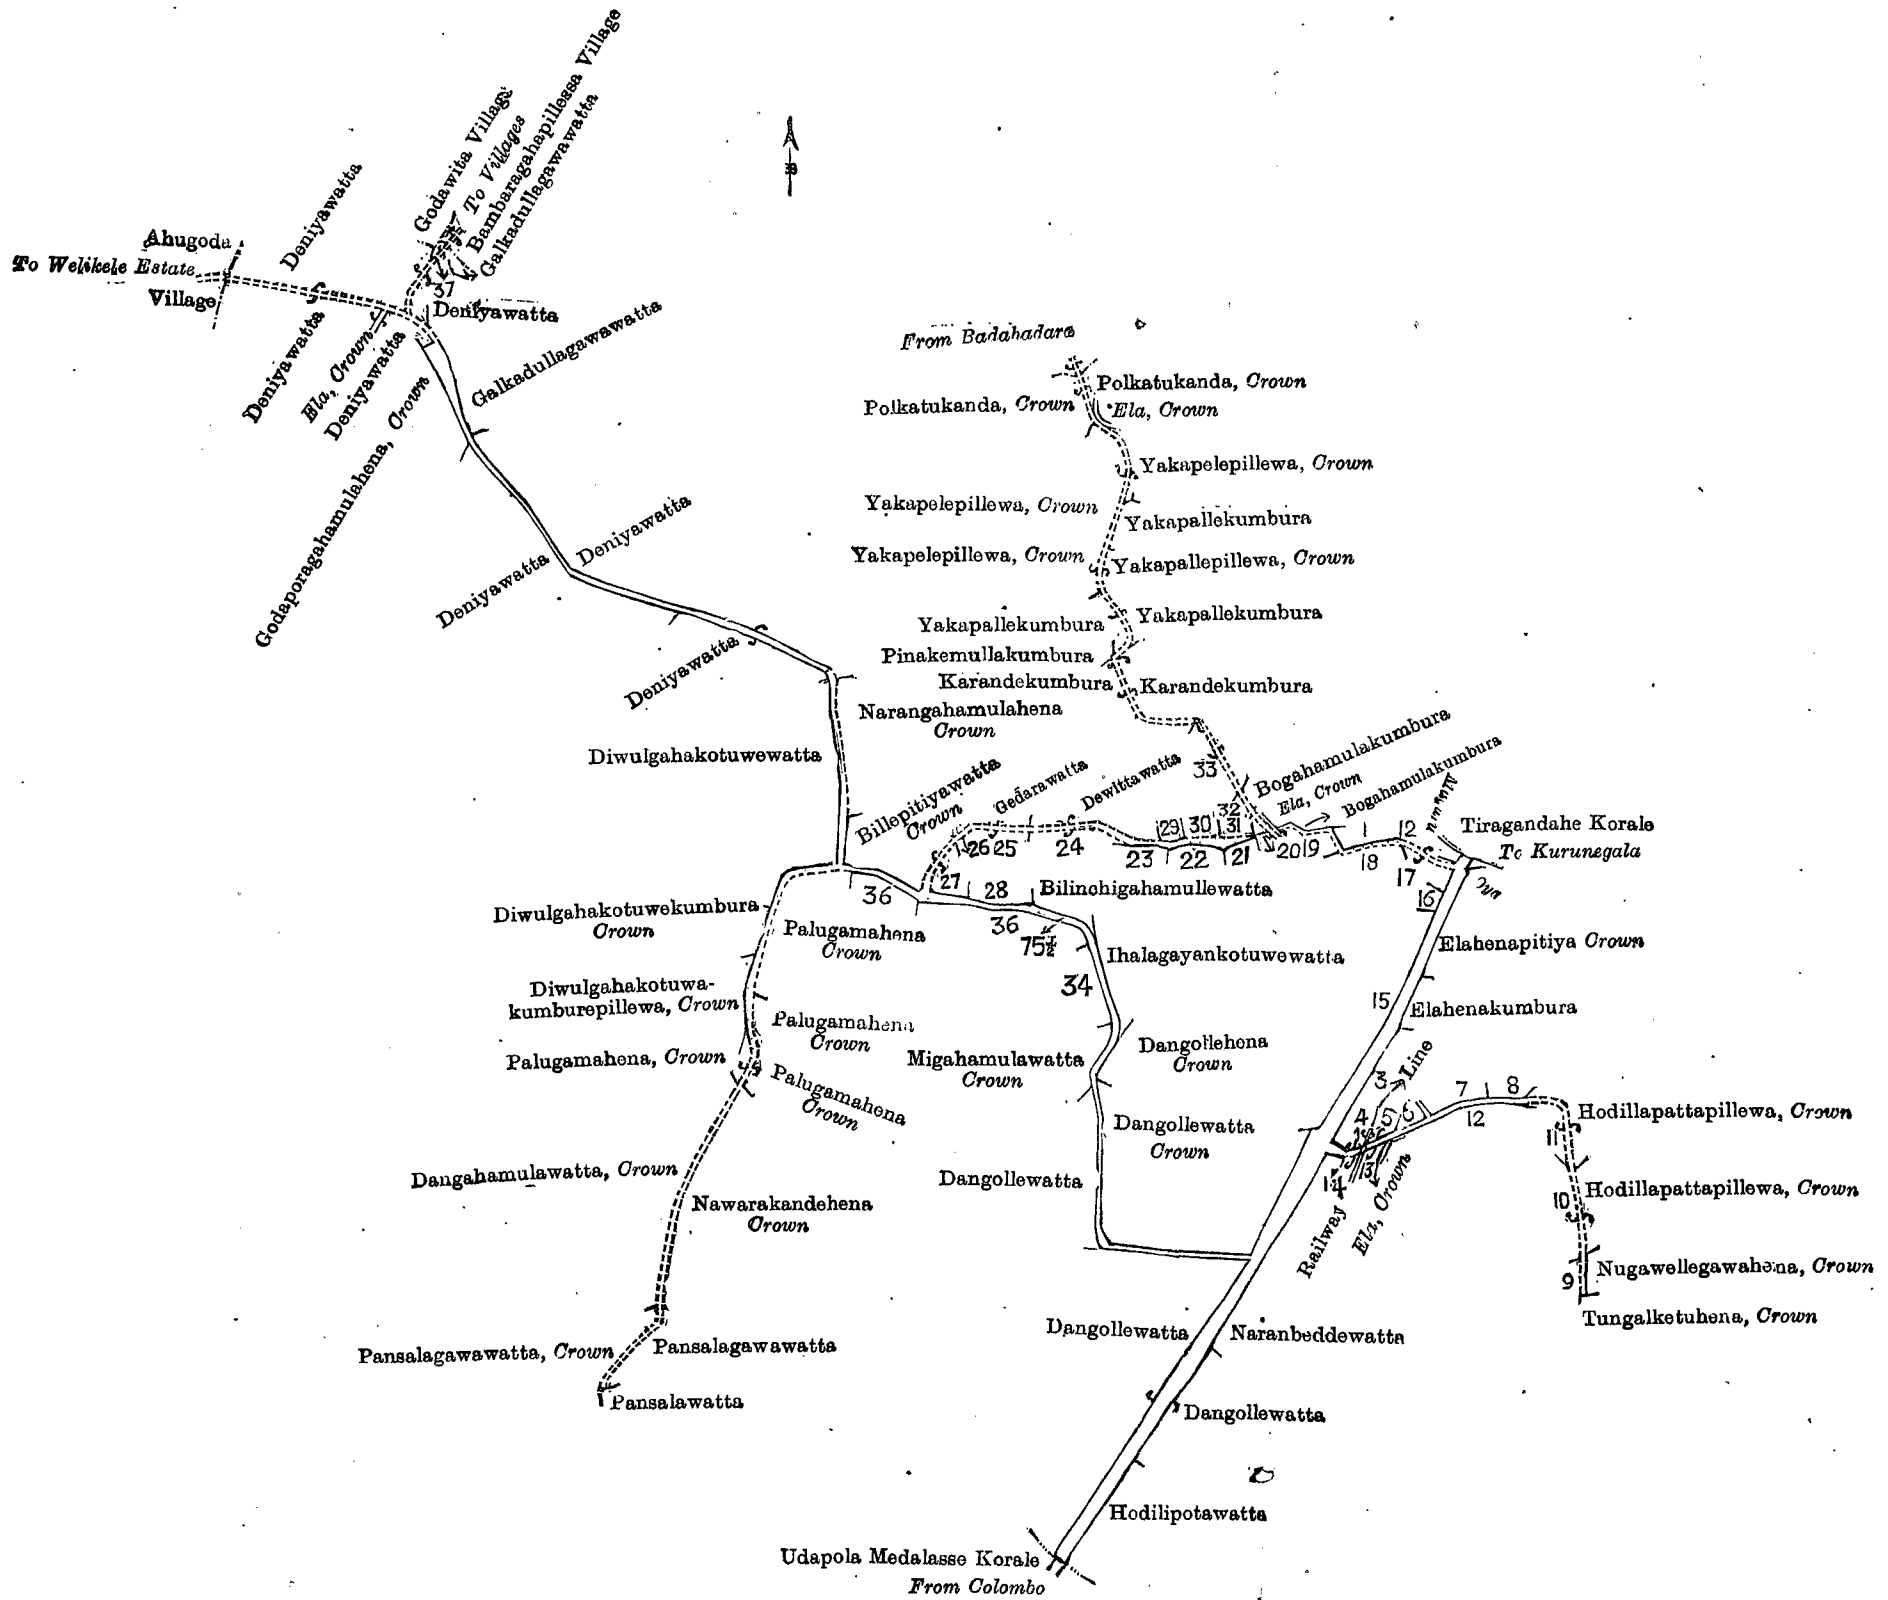 Godawita Village
To Villages
Bambaragahapillessa Village
Galkadullagawawatta
Deniyawatta
Ahugoda
To Welikele Estate
Village
37
Deniyawatta
Deniyawatta
Ela, Crown
Deniyawatta
Godaporagahamulahena, Crown
Galkadullagawawatta
From Badahadara
Polkatukanda, Crown
Polkatukanda, Crown
Ela, Crown
Yakapelepillewa, Crown
Yakapelepillewa, Crown
Yakapallekumbura
Yakapelepillewa, Crown
Yakapallepillewa, Crown
Deniyawatta
Deniyawatta
Yakapallekumbura
Yakapallekumbura
Pinakemullakumbura
Karandekumbura
Karandekumbura
Deniyawatta
Narangahamulahena
Crown
Diwulgahakotuwewatta
33
Bogahamulakumbura
Ela, Crown
Bogahamulakumbura
Billepitiyawatta
Crown
Gedarawatta
Dewittawatta
29
30
32
31
1
2
Tiragandahe Korale
To Kurunegala
26
25
24
23
22
21
20
19
18
17
16
27
28
Bilinchigahamullewatta
36
36
75½
Diwulgahakotuwekumbura
Crown
Palugamahena
Crown
Ihalagayankotuwewatta
34
Elahenapitiya Crown
15
Elahenakumbura
Diwulgahakotuwa-
kumburepillewa, Crown
Palugamahena
Crown
Palugamahena, Crown
Palugamahena
Crown
Migahamulawatta
Crown
Dangollehena
Crown
3
Line
4
5
6
7
8
12
Hodillapattapillewa, Crown
11
Dangollewatta
Crown
Dangahamulawatta, Crown
Dangollewatta
14
3
Railway
Ela, Crown
10
Hodillapattapillewa, Crown
Nawarakandehena
Crown
9
Nugawellegawahena, Crown
Tungalketuhena, Crown
Dangollewatta
Naranbeddewatta
Pansalagawawatta, Crown
Pansalagawawatta
Pansalawatta
Dangollewatta
Hodilipotawatta
Udapola Medalasse Korale
From Colombo